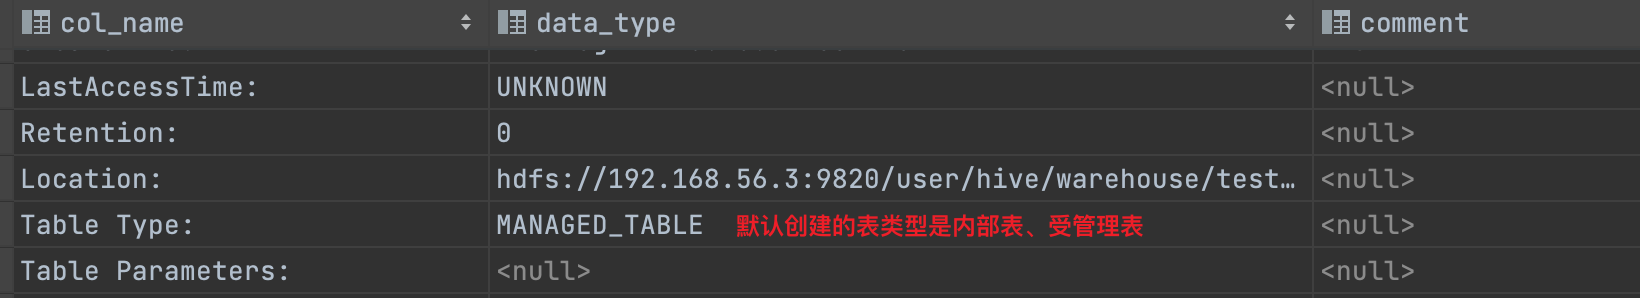 col_name data_type comment
LastAccessTime: UNKNOWN <null>
Retention: 0 <null>
Location: hdfs://192.168.56.3:9820/user/hive/warehouse/test… <null>
Table Type: MANAGED_TABLE 默认创建的表类型是内部表、受管理表 <null>
Table Parameters: <null> <null>